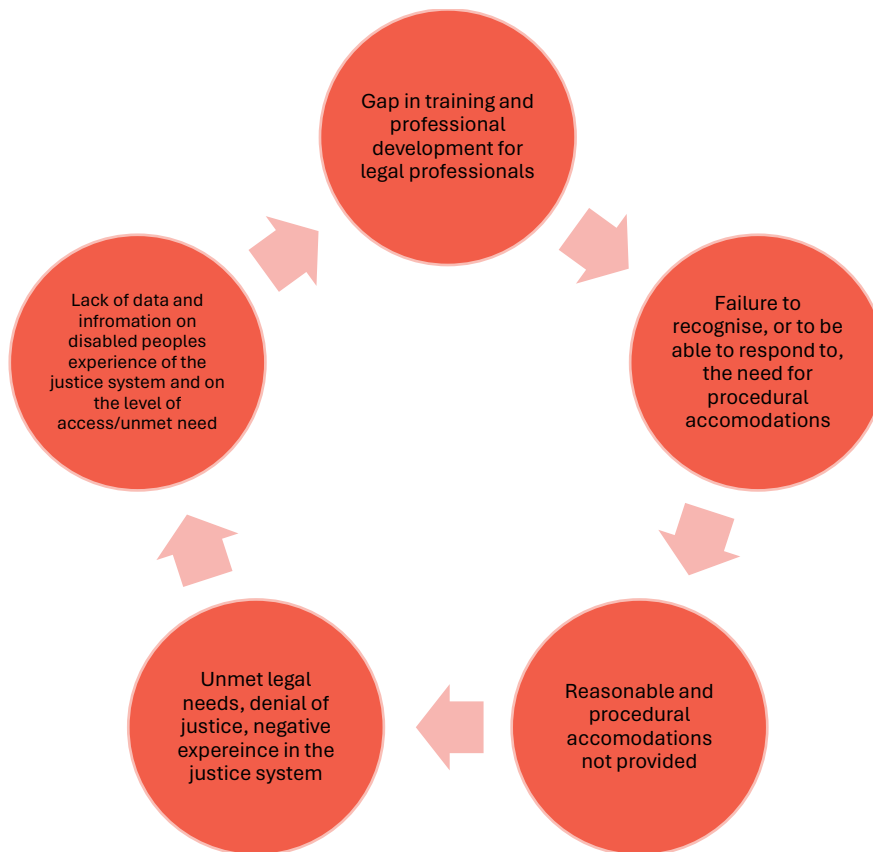 Gap in training and
professional
development for
legal professionals
Failure to
recognise, or to be
able to respond to,
the need for
procedural
accomodations
Reasonable and
procedural
accomodations
not provided
Unmet legal
needs, denial of
justice, negative
expereince in the
justice system
Lack of data and
infromation on
disabled peoples
experience of the
justice system and on
the level of
access/unmet need